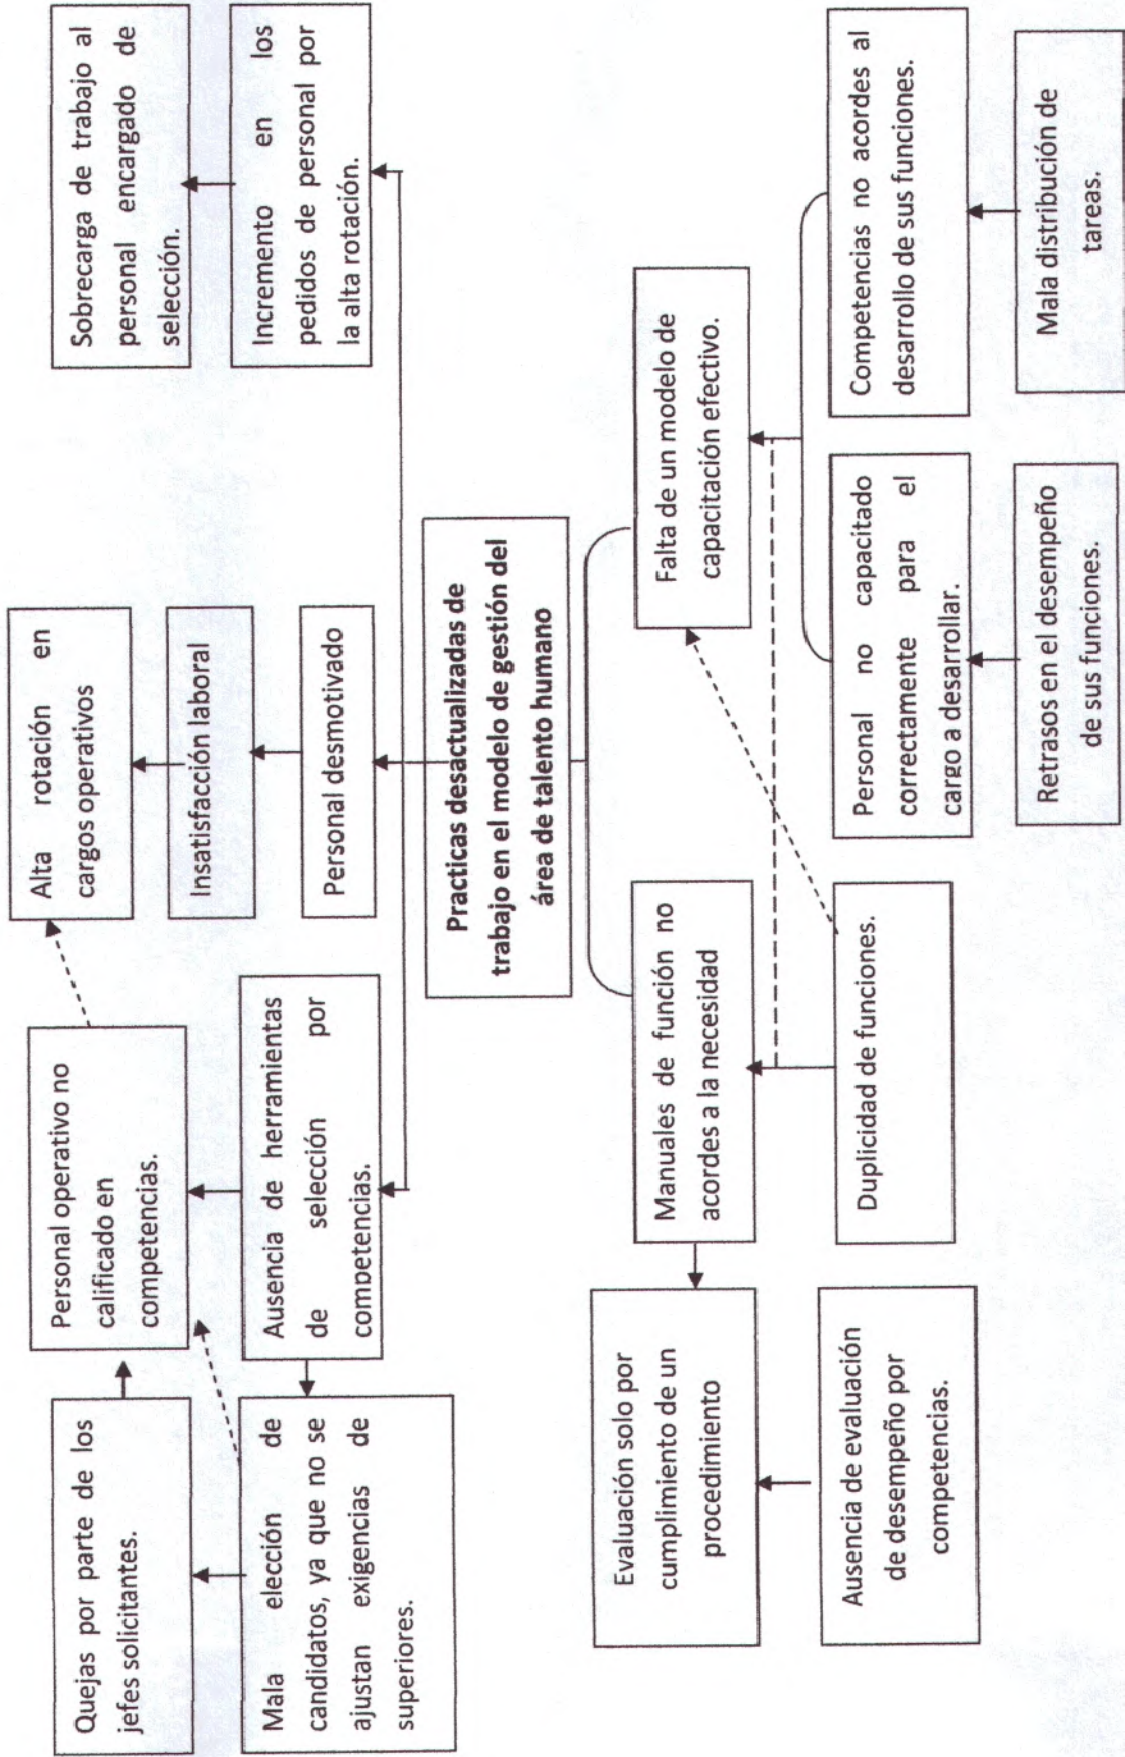 Quejas por parte de los
jefes solicitantes.
Personal operativo no
calificado en
competencias.
Alta rotación en
cargos operativos
Sobrecarga de trabajo al
personal encargado de
selección.
Mala elección de
candidatos, ya que no se
ajustan exigencias de
superiores.
Ausencia de herramientas
de selección por
competencias.
Insatisfacción laboral
Personal desmotivado
Incremento en los
pedidos de personal por
la alta rotación.
Practicas desactualizadas de
trabajo en el modelo de gestión del
área de talento humano
Evaluación solo por
cumplimiento de un
procedimiento
Manuales de función no
acordes a la necesidad
Falta de un modelo de
capacitación efectivo.
Ausencia de evaluación
de desempeño por
competencias.
Duplicidad de funciones.
Personal no capacitado
correctamente para el
cargo a desarrollar.
Competencias no acordes al
desarrollo de sus funciones.
Retrasos en el desempeño
de sus funciones.
Mala distribución de
tareas.